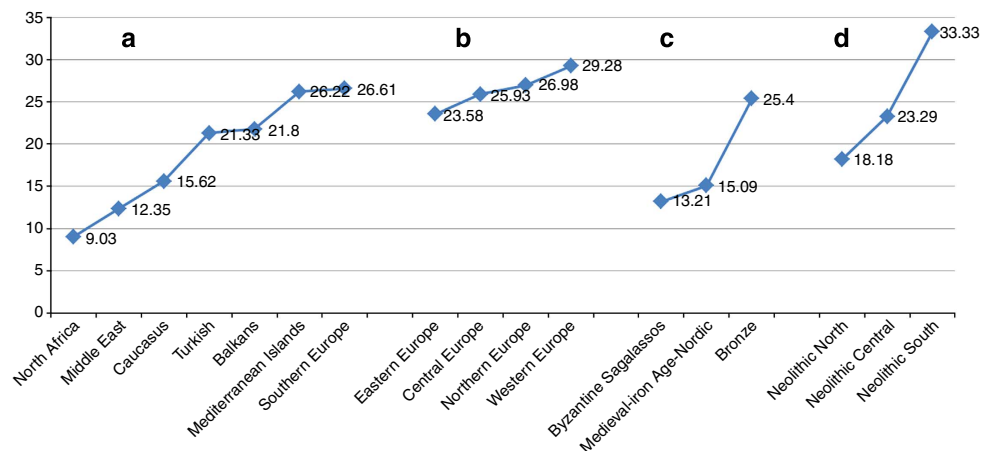 35
30
25
20
15
10
5
0
a
b
c
d
9.03
12.35
15.62
21.33
21.8
26.22
26.61
23.58
25.93
26.98
29.28
13.21
15.09
25.4
18.18
23.29
33.33
North Africa
Middle East
Caucasus
Turkish
Balkans
Mediterranean Islands
Southern Europe
Eastern Europe
Central Europe
Northern Europe
Western Europe
Byzantine Sagalassos
Medieval-iron Age-Nordic
Bronze
Neolithic North
Neolithic Central
Neolithic South